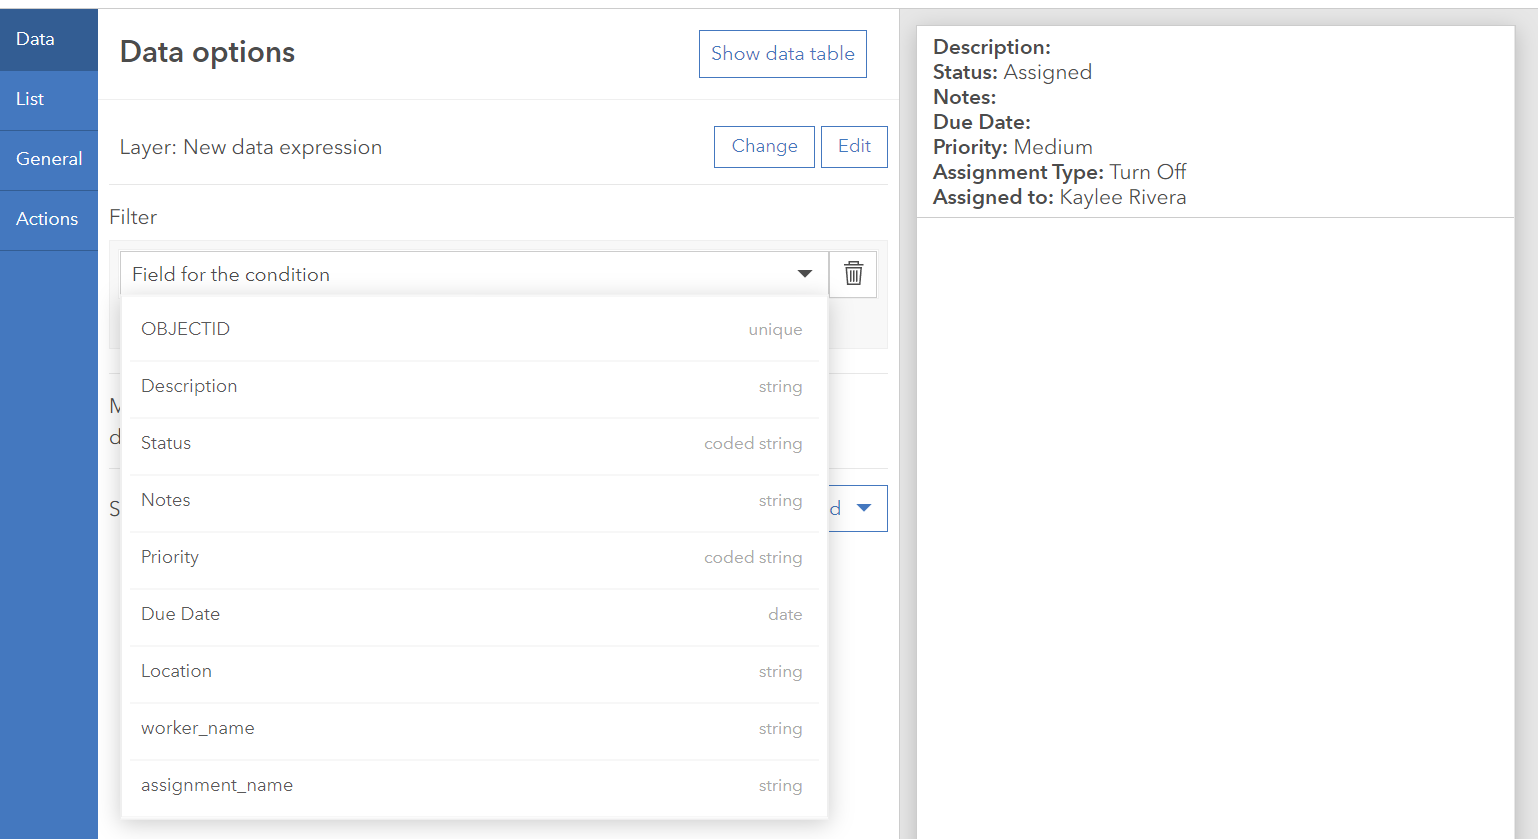 Data
List
General
Actions
Data options
Show data table
Layer: New data expression
Change
Edit
Filter
Field for the condition
OBJECTID unique
Description string
Status coded string
Notes string
Priority coded string
Due Date date
Location string
worker_name string
assignment_name string
Description:
Status: Assigned
Notes:
Due Date:
Priority: Medium
Assignment Type: Turn Off
Assigned to: Kaylee Rivera